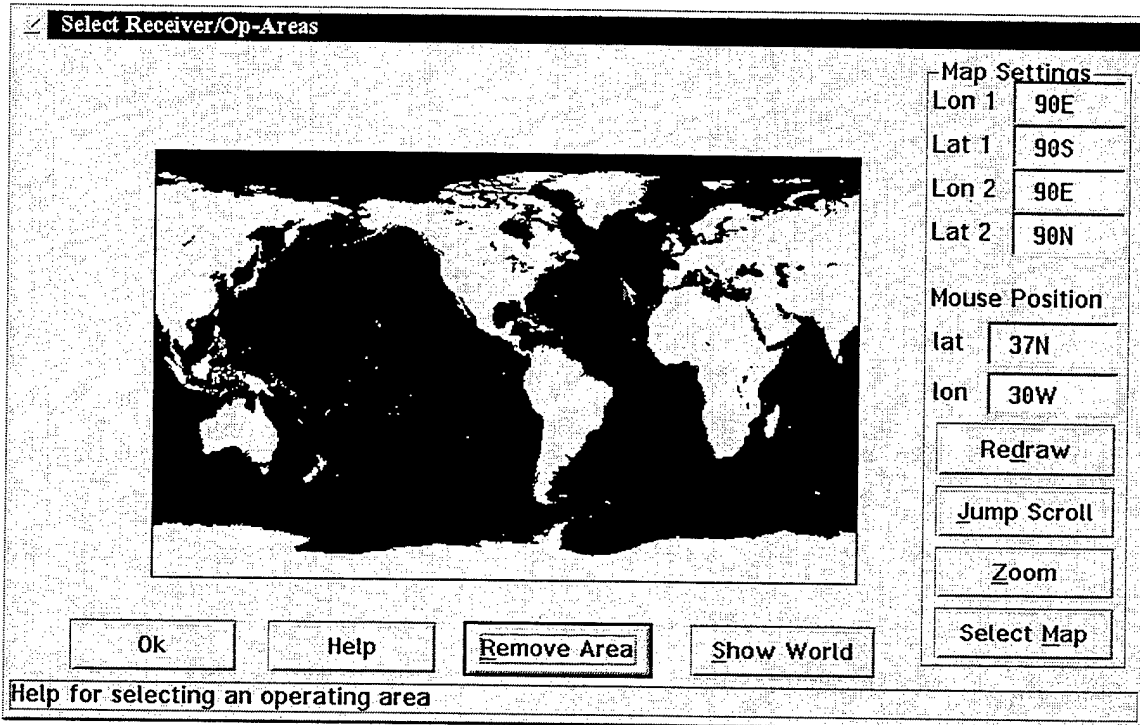 Select Receiver/Op-Areas
Map Settings
Lon 1 90E
Lat 1 90S
Lon 2 90E
Lat 2 90N
Mouse Position
lat 37N
lon 30W
Redraw
Jump Scroll
Zoom
Select Map
Ok Help Remove Area Show World
Help for selecting an operating area